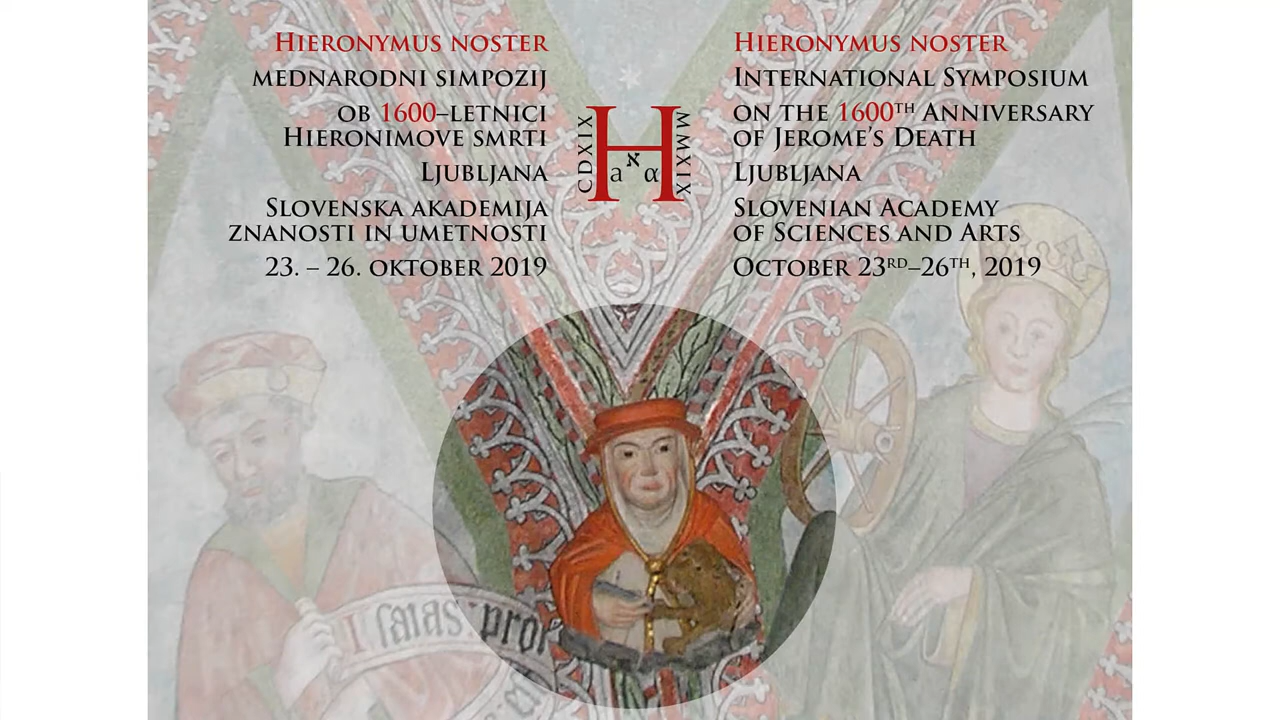 Hieronymus noster
mednarodni simpozij
ob 1600–letnici
Hieronimove smrti
Ljubljana
Slovenska akademija
znanosti in umetnosti
23. – 26. oktober 2019
CDXIX
H
a א α
MMXIX
Hieronymus noster
International Symposium
on the 1600th Anniversary
of Jerome's Death
Ljubljana
Slovenian Academy
of Sciences and Arts
October 23rd–26th, 2019
Isaias: pro